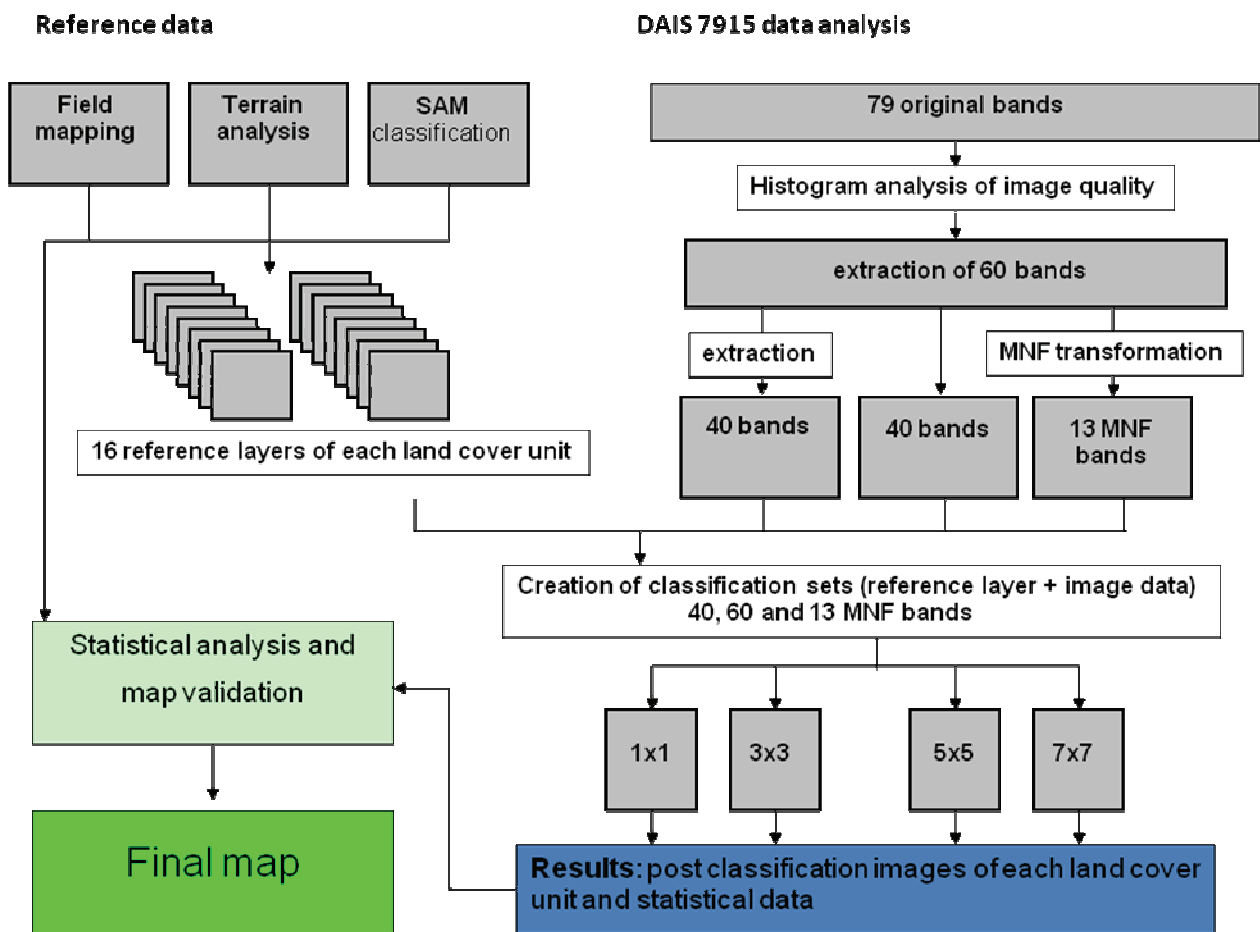 Reference data
DAIS 7915 data analysis
Field
mapping
Terrain
analysis
SAM
classification
79 original bands
Histogram analysis of image quality
extraction of 60 bands
extraction
MNF transformation
40 bands
40 bands
13 MNF
bands
16 reference layers of each land cover unit
Creation of classification sets (reference layer + image data)
40, 60 and 13 MNF bands
Statistical analysis and
map validation
1x1
3x3
5x5
7x7
Final map
Results: post classification images of each land cover
unit and statistical data